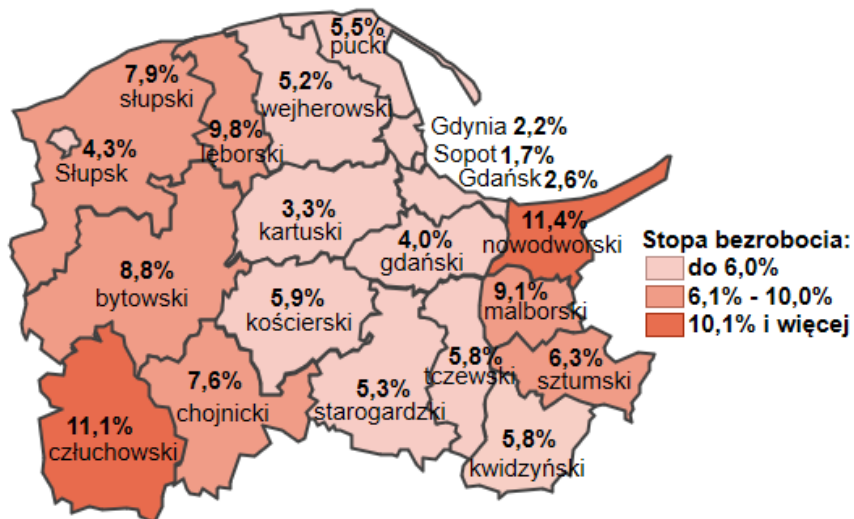 5,5%
pucki
7,9%
słupski
5,2%
wejherowski
9,8%
leborski
4,3%
Słupsk
Gdynia 2,2%
Sopot 1,7%
Gdańsk 2,6%
3,3%
kartuski
4,0%
gdański
11,4%
nowodworski
8,8%
bytowski
5,9%
kościerski
9,1%
malborski
7,6%
chojnicki
5,3%
starogardzki
5,8%
tczewski
6,3%
sztumski
11,1%
człuchowski
5,8%
kwidzyński
Stopa bezrobocia:
do 6,0%
6,1% - 10,0%
10,1% i więcej